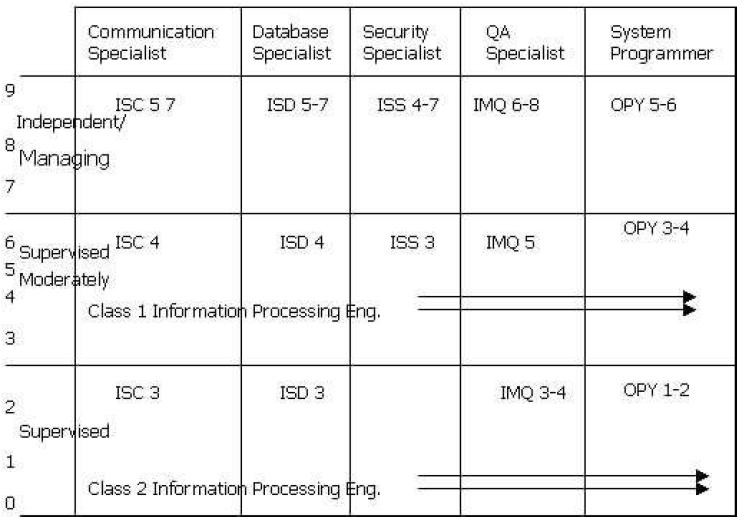 Communication Specialist Database Specialist Security Specialist QA Specialist System Programmer
9 ISC 5 7 ISD 5-7 ISS 4-7 IMQ 6-8 OPY 5-6
Independent/
8 Managing
7
OPY 3-4
6 Supervised ISC 4 ISD 4 ISS 3 IMQ 5
5 Moderately
4 Class 1 Information Processing Eng.
3
ISC 3 ISD 3 IMQ 3-4 OPY 1-2
2
Supervised
1
Class 2 Information Processing Eng.
0